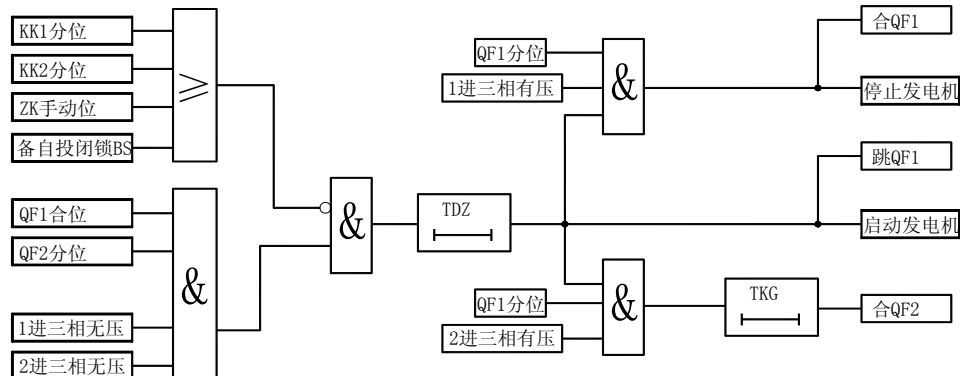 KK1分位
KK2分位
ZK手动位
备自投闭锁BS
≥
QF1合位
QF2分位
1进三相无压
2进三相无压
&
&
TDZ
QF1分位
1进三相有压
&
合QF1
停止发电机
跳QF1
启动发电机
QF1分位
2进三相有压
&
TKG
合QF2